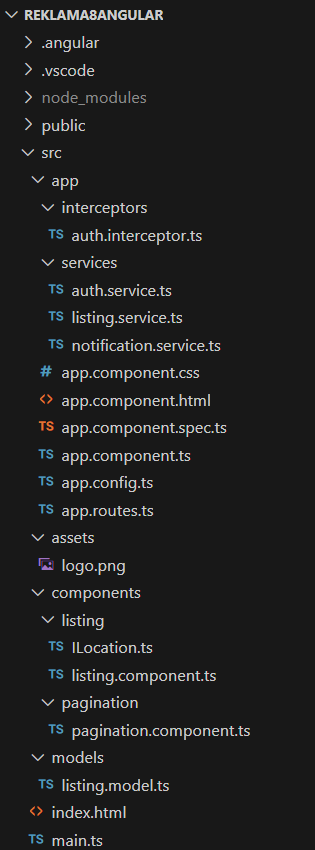 REKLAMA8ANGULAR
.angular
.vscode
node_modules
public
src
app
interceptors
TS auth.interceptor.ts
services
TS auth.service.ts
TS listing.service.ts
TS notification.service.ts
# app.component.css
<> app.component.html
TS app.component.spec.ts
TS app.component.ts
TS app.config.ts
TS app.routes.ts
assets
logo.png
components
listing
TS ILocation.ts
TS listing.component.ts
pagination
TS pagination.component.ts
models
TS listing.model.ts
<> index.html
TS main.ts